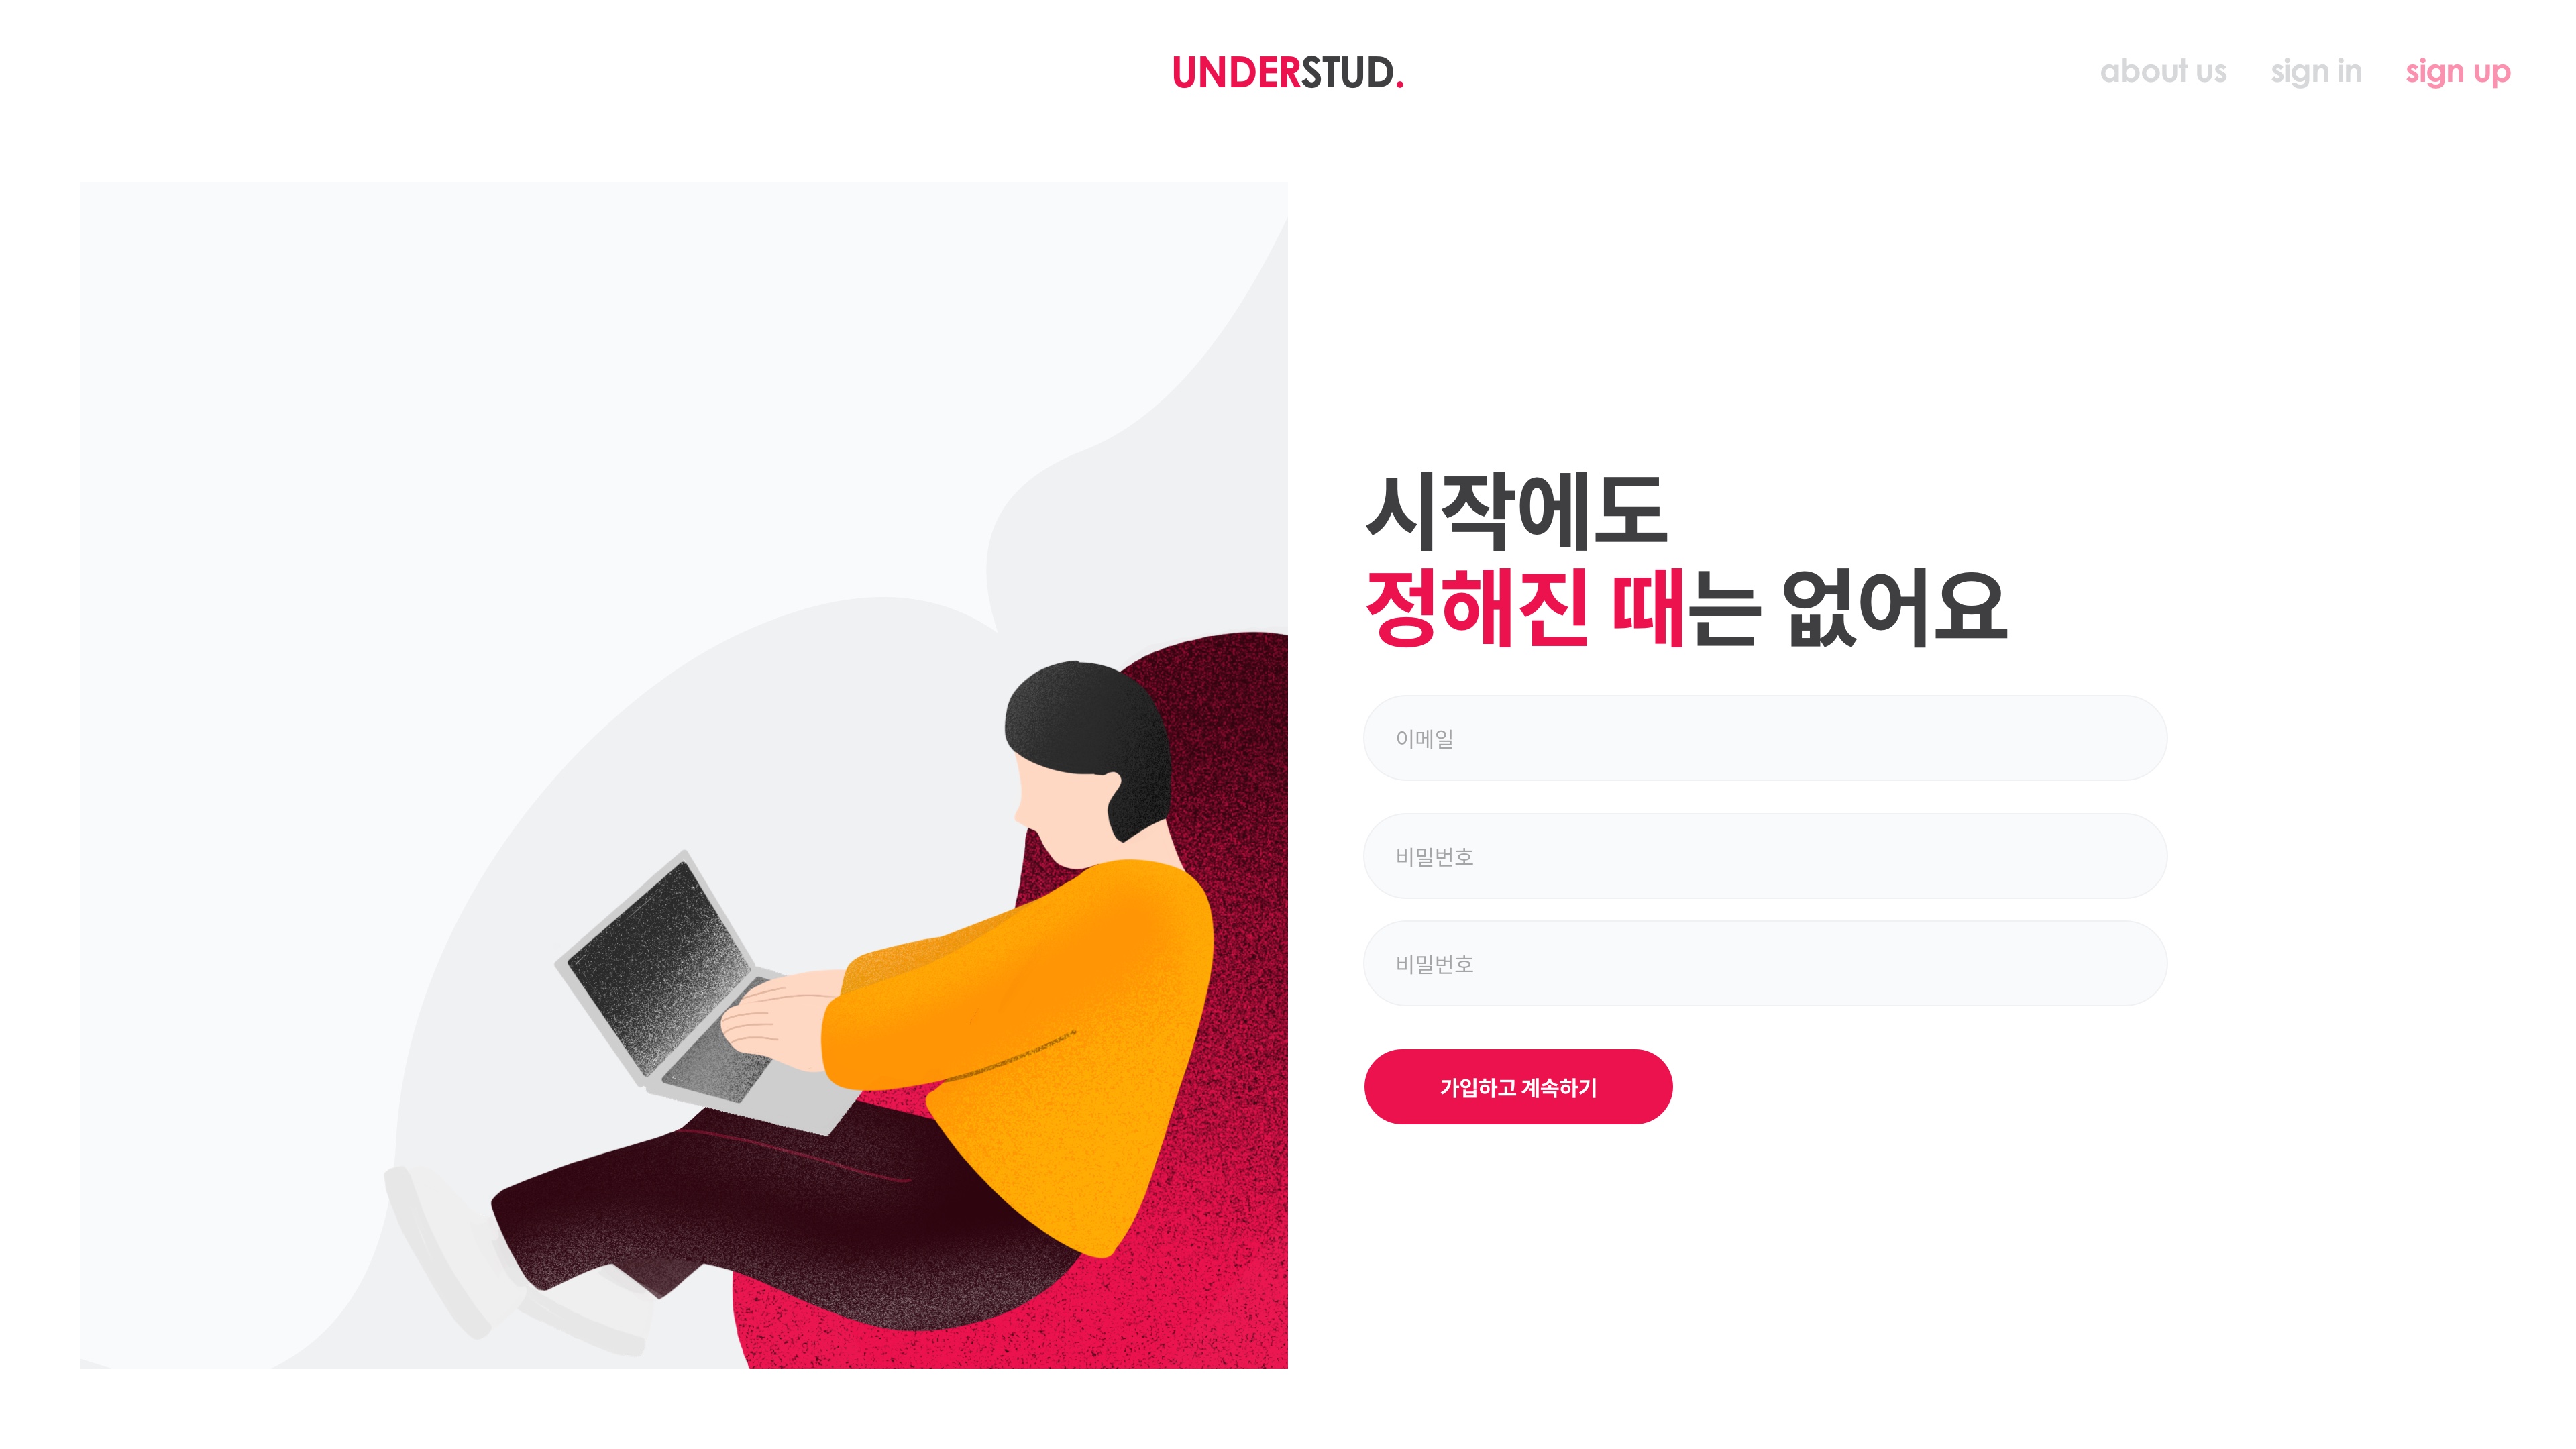 UNDERSTUD.
about us
sign in
sign up
시작에도
정해진 때는 없어요
이메일
비밀번호
비밀번호
가입하고 계속하기